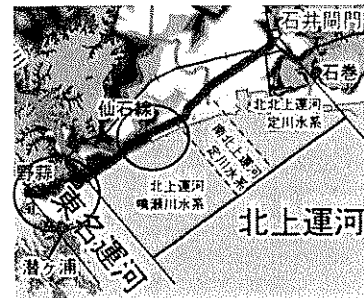 石井閘門
石巻
仙石線
北北上運河
定川水系
南北上運河
定川水系
野蒜
北上運河
鳴瀬川水系
東名運河
北上運河
潜ヶ浦